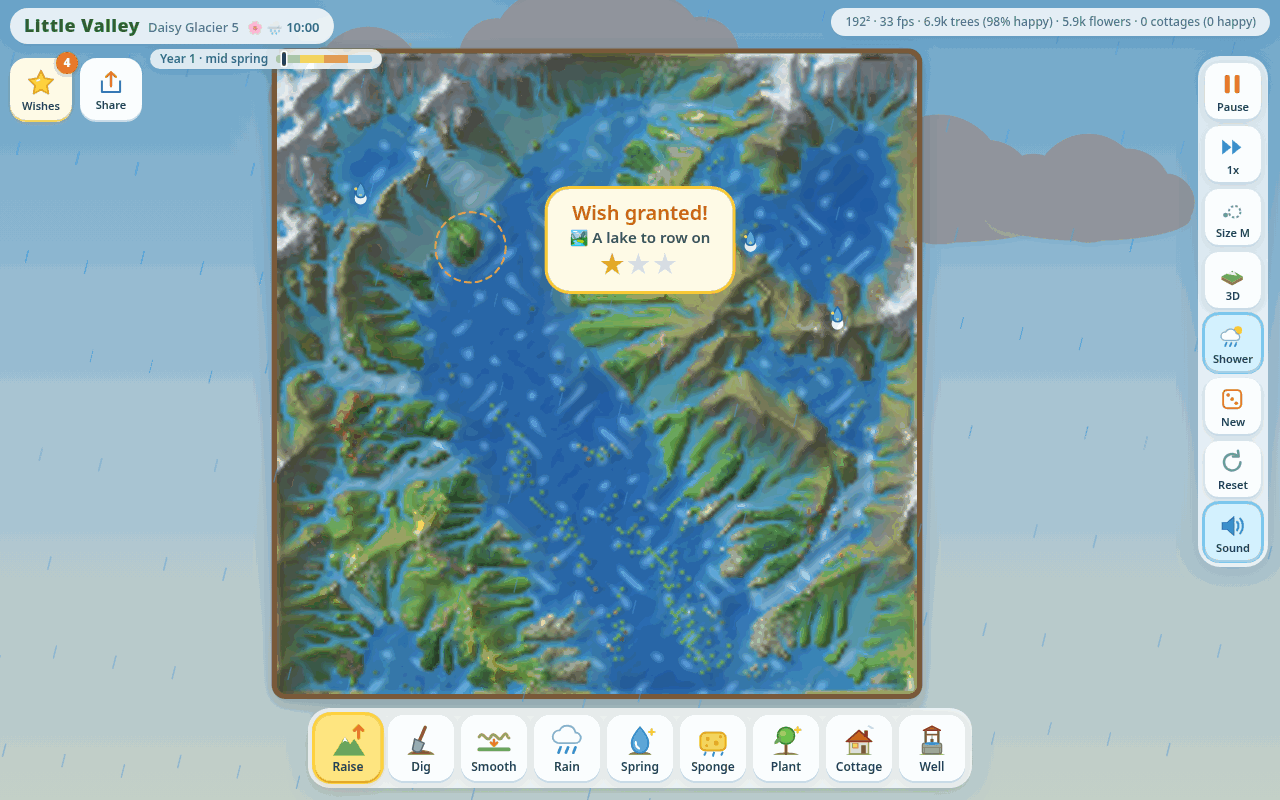 Little Valley Daisy Glacier 5 🌸 🌧️ 10:00
192² · 33 fps · 6.9k trees (98% happy) · 5.9k flowers · 0 cottages (0 happy)
Year 1 · mid spring
4
Wishes
Share
Wish granted!
A lake to row on
Pause
1x
Size M
3D
Shower
New
Reset
Sound
Raise
Dig
Smooth
Rain
Spring
Sponge
Plant
Cottage
Well